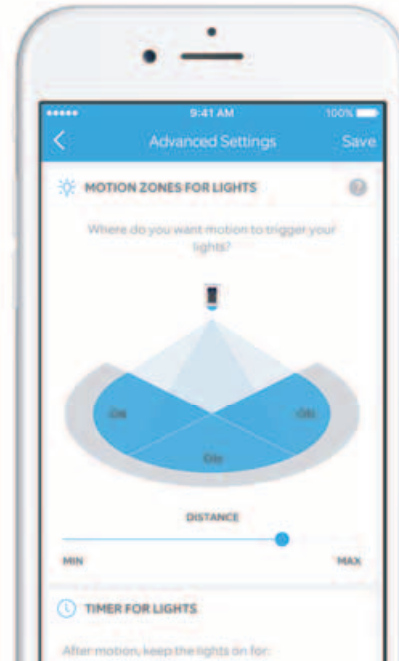 9:41 AM 100%
Advanced Settings Save
MOTION ZONES FOR LIGHTS ?
Where do you want motion to trigger your
lights?
ON ON
ON
DISTANCE
MIN MAX
TIMER FOR LIGHTS
After motion, keep the lights on for: